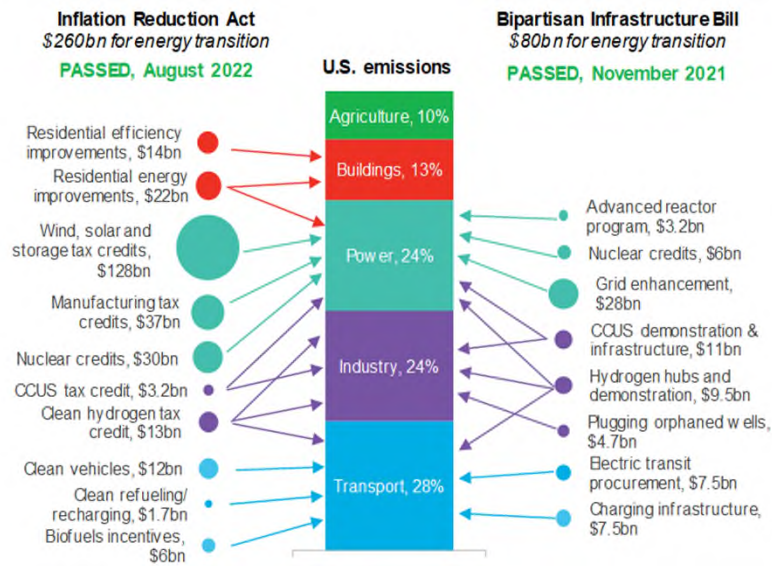 Inflation Reduction Act
$260bn for energy transition
PASSED, August 2022
U.S. emissions
Bipartisan Infrastructure Bill
$80bn for energy transition
PASSED, November 2021
Residential efficiency
improvements, $14bn
Residential energy
improvements, $22bn
Wind, solar and
storage tax credits,
$128bn
Manufacturing tax
credits, $37bn
Nuclear credits, $30bn
CCUS tax credit, $3.2bn
Clean hydrogen tax
credit, $13bn
Clean vehicles, $12bn
Clean refueling/
recharging, $1.7bn
Biofuels incentives,
$6bn
Agriculture, 10%
Buildings, 13%
Power, 24%
Industry, 24%
Transport, 28%
Advanced reactor
program, $3.2bn
Nuclear credits, $6bn
Grid enhancement,
$28bn
CCUS demonstration &
infrastructure, $11bn
Hydrogen hubs and
demonstration, $9.5bn
Plugging orphaned wells,
$4.7bn
Electric transit
procurement, $7.5bn
Charging infrastructure,
$7.5bn